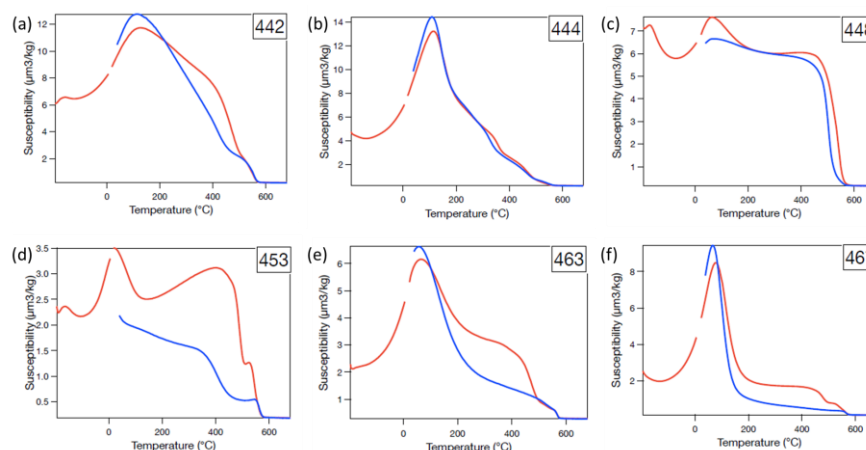 (a)
442
Susceptibility (µm3/kg)
12
10
8
6
4
2
0 200 400 600
Temperature (°C)
(b)
444
Susceptibility (µm3/kg)
14
12
10
8
6
4
2
0 200 400 600
Temperature (°C)
(c)
448
Susceptibility (µm3/kg)
7
6
5
4
3
2
1
0 200 400 600
Temperature (°C)
(d)
453
Susceptibility (µm3/kg)
3.5
3.0
2.5
2.0
1.5
1.0
0.5
0 200 400 600
Temperature (°C)
(e)
463
Susceptibility (µm3/kg)
6
5
4
3
2
1
0 200 400 600
Temperature (°C)
(f)
46
Susceptibility (µm3/kg)
8
6
4
2
0 200 400 600
Temperature (°C)